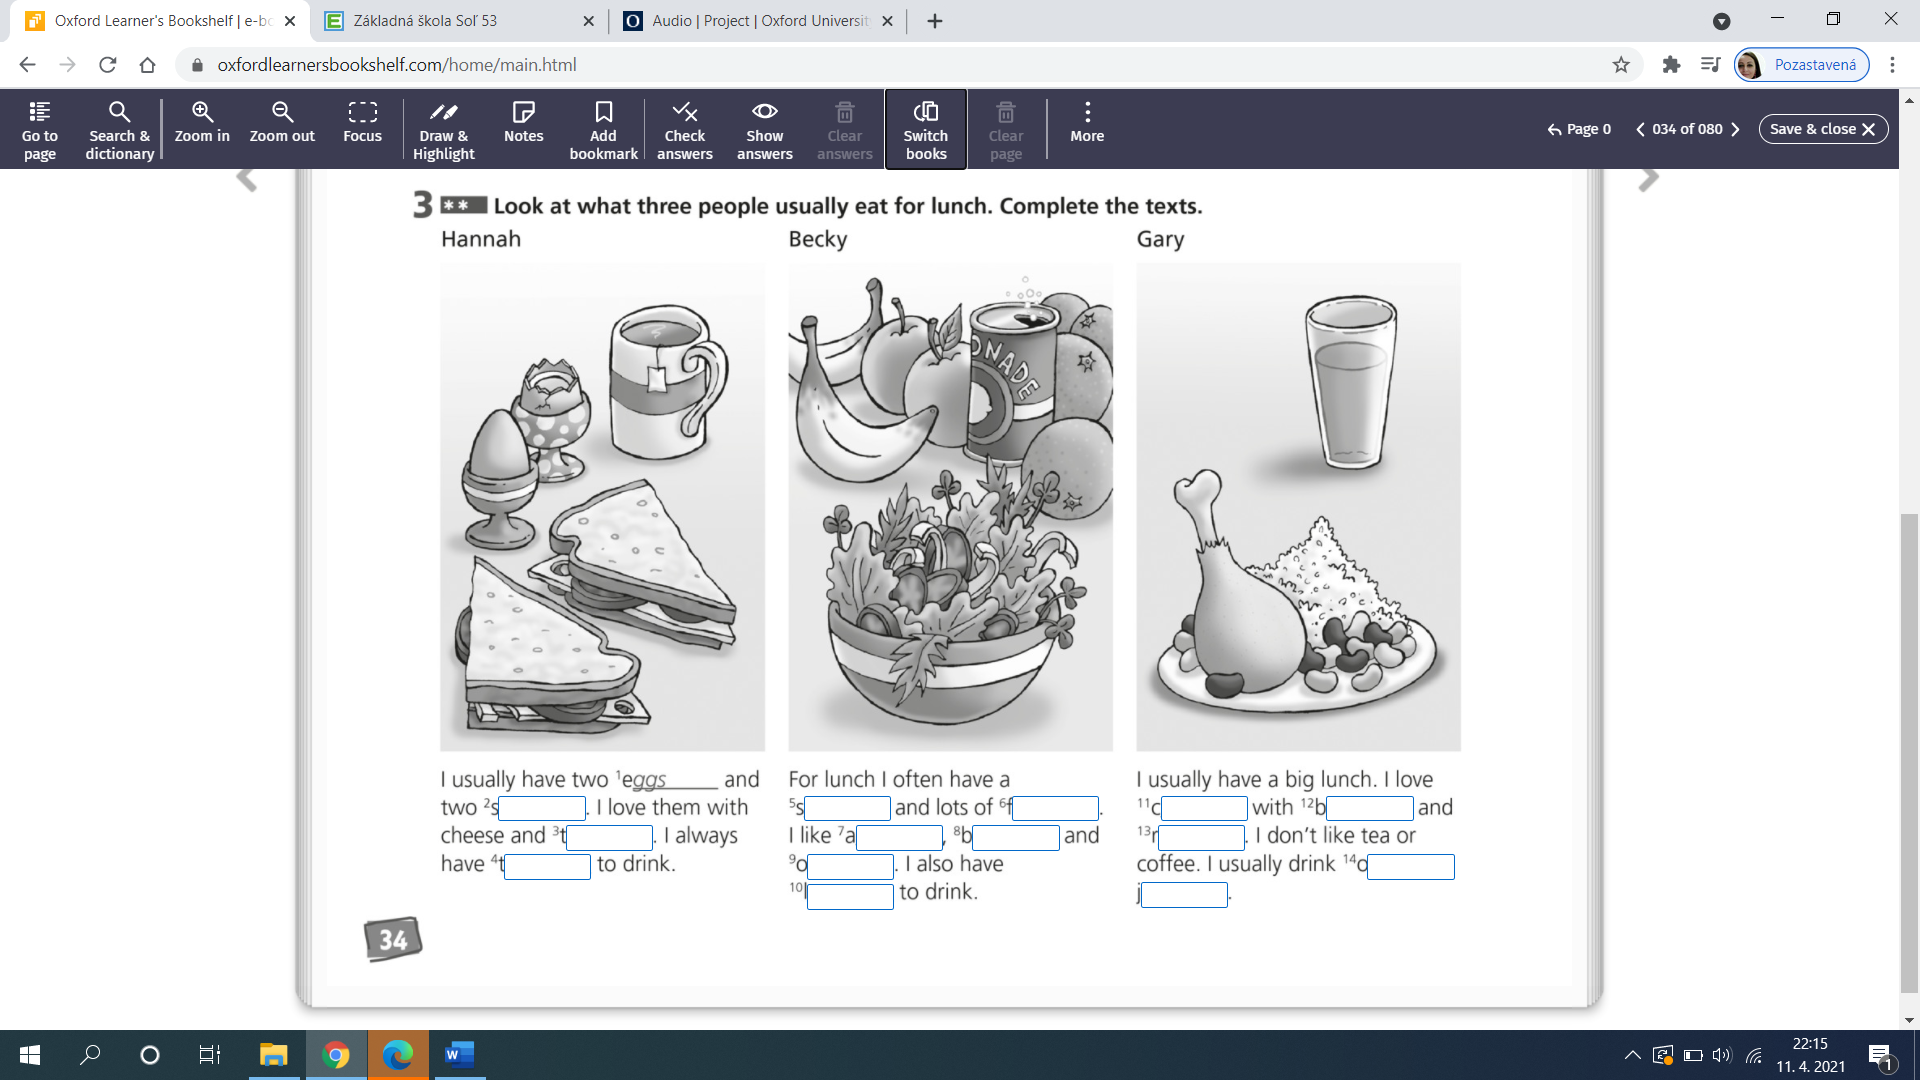 Oxford Learner's Bookshelf | e-bo
Základná škola Soľ 53
Audio | Project | Oxford Universit
oxfordlearnersbookshelf.com/home/main.html
Pozastavená
Go to page
Search & dictionary
Zoom in
Zoom out
Focus
Draw & Highlight
Notes
Add bookmark
Check answers
Show answers
Clear answers
Switch books
Clear page
More
Page 0
034 of 080
Save & close
3 ** Look at what three people usually eat for lunch. Complete the texts.
Hannah
Becky
Gary
ONADE
I usually have two 1eggs and
two 2s . I love them with
cheese and 3t . I always
have 4t to drink.
For lunch I often have a
5s and lots of 6f .
I like 7a , 8b and
9o . I also have
10l to drink.
I usually have a big lunch. I love
11c with 12b and
13r . I don't like tea or
coffee. I usually drink 14o
j .
34
22:15
11. 4. 2021
1